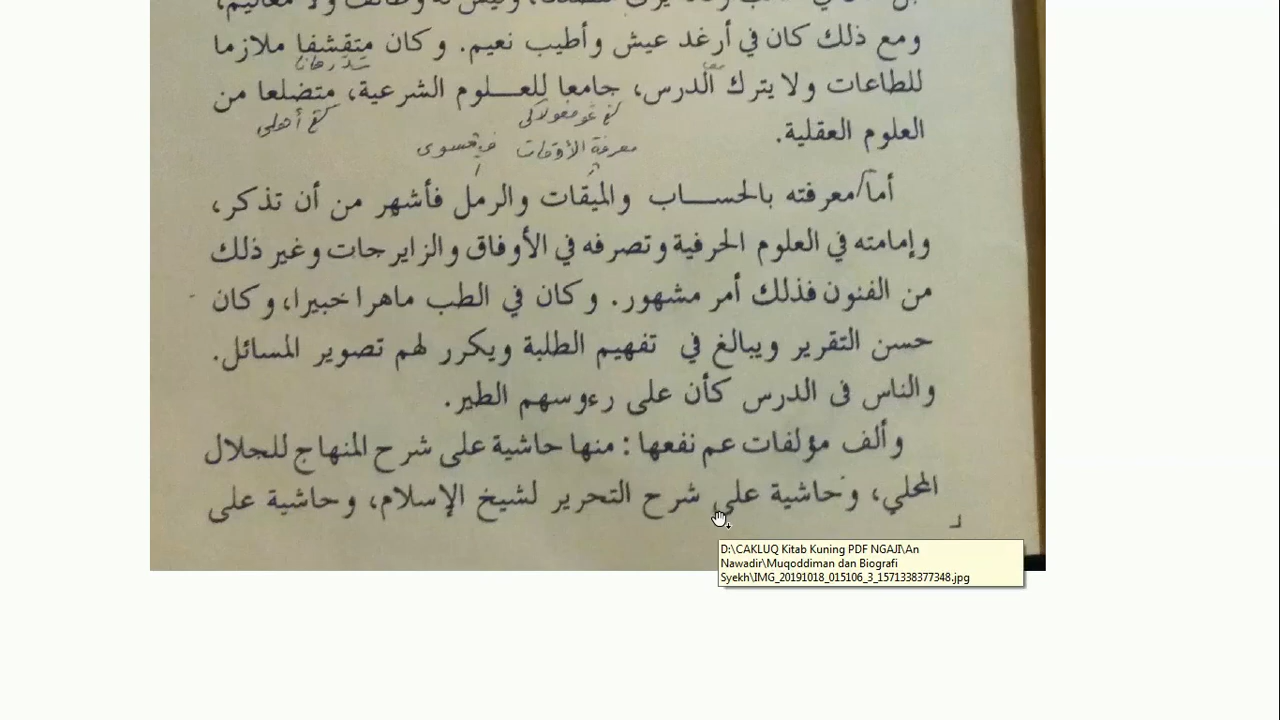 ومع ذلك كان في أرغد عيش وأطيب نعيم. وكان متقشفا ملازما
للطاعات ولا يترك الدرس، جامعا للعلوم الشرعية، متضلعا من
العلوم العقلية.
معرفة الأوقات
أما معرفته بالحساب والميقات والرمل فأشهر من أن تذكر،
وإمامته في العلوم الحرفية وتصرفه في الأوفاق والزايرجات وغير ذلك
من الفنون فذلك أمر مشهور. وكان في الطب ماهرا خبيرا، وكان
حسن التقرير ويبالغ في تفهيم الطلبة ويكرر لهم تصوير المسائل.
والناس فى الدرس كأن على رءوسهم الطير.
وألف مؤلفات عم نفعها: منها حاشية على شرح المنهاج للجلال
المحلي، وحاشية على شرح التحرير لشيخ الإسلام، وحاشية على
D:\CAKLUQ Kitab Kuning PDF NGAJI\An
Nawadir\Muqoddiman dan Biografi
Syekh\IMG_20191018_015106_3_1571338377348.jpg